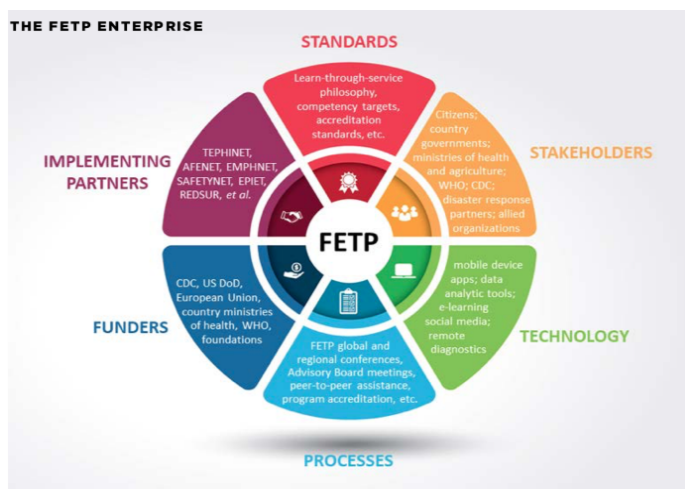 THE FETP ENTERPRISE
STANDARDS
Learn-through-service
philosophy,
competency targets,
accreditation
standards, etc.
STAKEHOLDERS
Citizens;
country
governments;
ministries of health
and agriculture;
WHO; CDC;
disaster response
partners; allied
organizations
TECHNOLOGY
mobile device
apps; data
analytic tools;
e-learning
social media;
remote
diagnostics
PROCESSES
FETP global and
regional conferences,
Advisory Board meetings,
peer-to-peer assistance,
program accreditation, etc.
FUNDERS
CDC, US DoD,
European Union,
country ministries
of health, WHO,
foundations
IMPLEMENTING
PARTNERS
TEPHINET,
AFENET, EMPHNET,
SAFETYNET, EPIET,
REDSUR, et al.
FETP